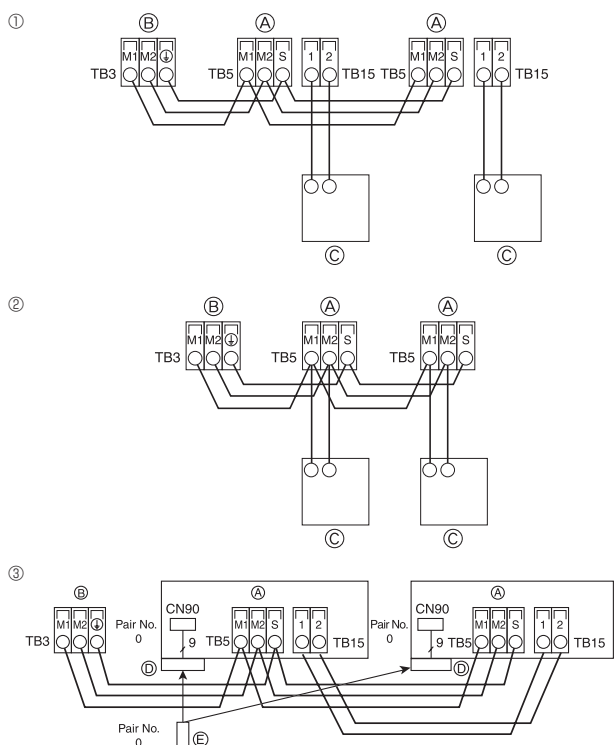 ①
Ⓑ Ⓐ Ⓐ
M1 M2 ⏚ M1 M2 S 1 2 M1 M2 S 1 2
TB3 TB5 TB15 TB5 TB15
Ⓒ Ⓒ
②
Ⓑ Ⓐ Ⓐ
M1 M2 ⏚ M1 M2 S M1 M2 S
TB3 TB5 TB5
Ⓒ Ⓒ
③
Ⓑ Ⓐ Ⓐ
CN90 CN90
M1 M2 ⏚ Pair No. M1 M2 S 1 2 Pair No. M1 M2 S 1 2
TB3 0 9 TB5 TB15 0 9 TB5 TB15
Ⓓ Ⓓ
Pair No.
0 Ⓔ